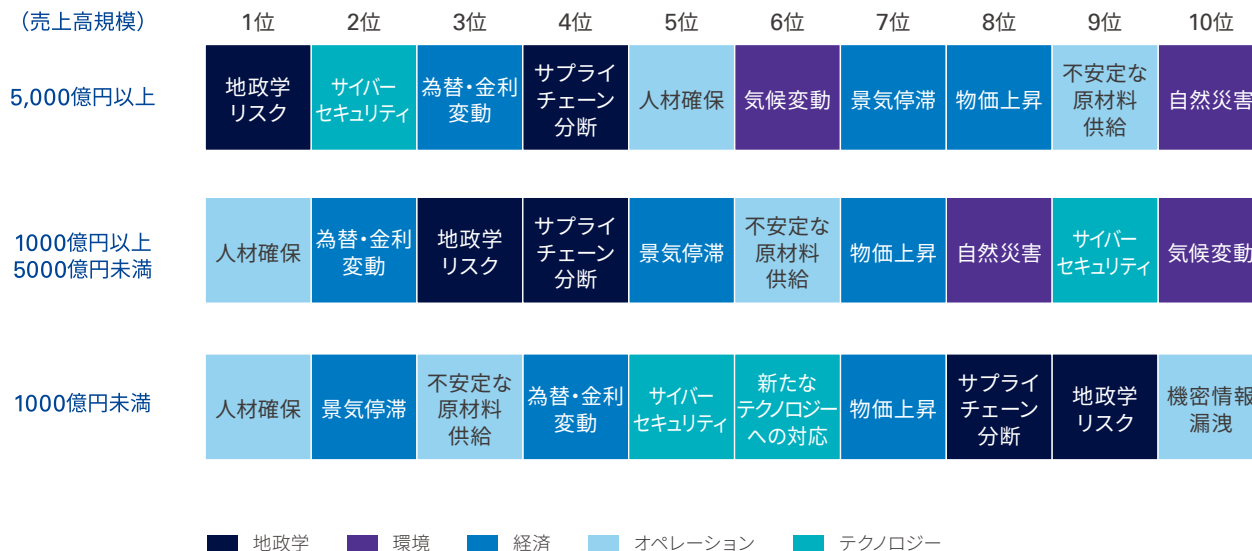 (売上高規模)
1位
2位
3位
4位
5位
6位
7位
8位
9位
10位
5,000億円以上
地政学
リスク
サイバー
セキュリティ
為替・金利
変動
サプライ
チェーン
分断
人材確保
気候変動
景気停滞
物価上昇
不安定な
原材料
供給
自然災害
1000億円以上
5000億円未満
人材確保
為替・金利
変動
地政学
リスク
サプライ
チェーン
分断
景気停滞
不安定な
原材料
供給
物価上昇
自然災害
サイバー
セキュリティ
気候変動
1000億円未満
人材確保
景気停滞
不安定な
原材料
供給
為替・金利
変動
サイバー
セキュリティ
新たな
テクノロジー
への対応
物価上昇
サプライ
チェーン
分断
地政学
リスク
機密情報
漏洩
地政学
環境
経済
オペレーション
テクノロジー